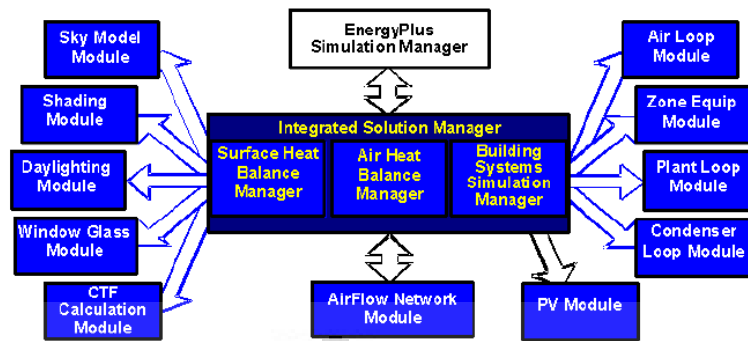 EnergyPlus
Simulation Manager
Sky Model
Module
Shading
Module
Daylighting
Module
Window Glass
Module
CTF
Calculation
Module
Integrated Solution Manager
Surface Heat
Balance
Manager
Air Heat
Balance
Manager
Building
Systems
Simulation
Manager
Air Loop
Module
Zone Equip
Module
Plant Loop
Module
Condenser
Loop Module
AirFlow Network
Module
PV Module